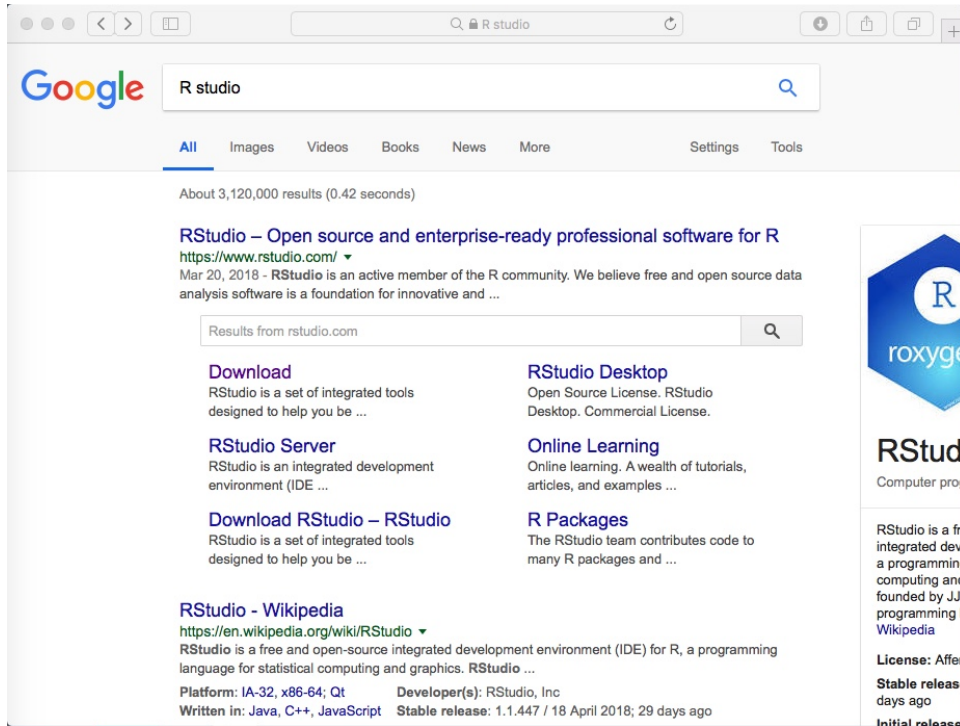 R studio
Google
R studio
All Images Videos Books News More Settings Tools
About 3,120,000 results (0.42 seconds)
RStudio – Open source and enterprise-ready professional software for R
https://www.rstudio.com/
Mar 20, 2018 - RStudio is an active member of the R community. We believe free and open source data
analysis software is a foundation for innovative and ...
Results from rstudio.com
Download
RStudio is a set of integrated tools
designed to help you be ...
RStudio Desktop
Open Source License. RStudio
Desktop. Commercial License.
RStudio Server
RStudio is an integrated development
environment (IDE ...
Online Learning
Online learning. A wealth of tutorials,
articles, and examples ...
Download RStudio – RStudio
RStudio is a set of integrated tools
designed to help you be ...
R Packages
The RStudio team contributes code to
many R packages and ...
RStudio - Wikipedia
https://en.wikipedia.org/wiki/RStudio
RStudio is a free and open-source integrated development environment (IDE) for R, a programming
language for statistical computing and graphics. RStudio ...
Platform: IA-32, x86-64; Qt Developer(s): RStudio, Inc
Written in: Java, C++, JavaScript Stable release: 1.1.447 / 18 April 2018; 29 days ago
R
roxyge
RStud
Computer pro
RStudio is a fr
integrated dev
a programmin
computing and
founded by JJ
programming
Wikipedia
License: Affe
Stable releas
days ago
Initial release